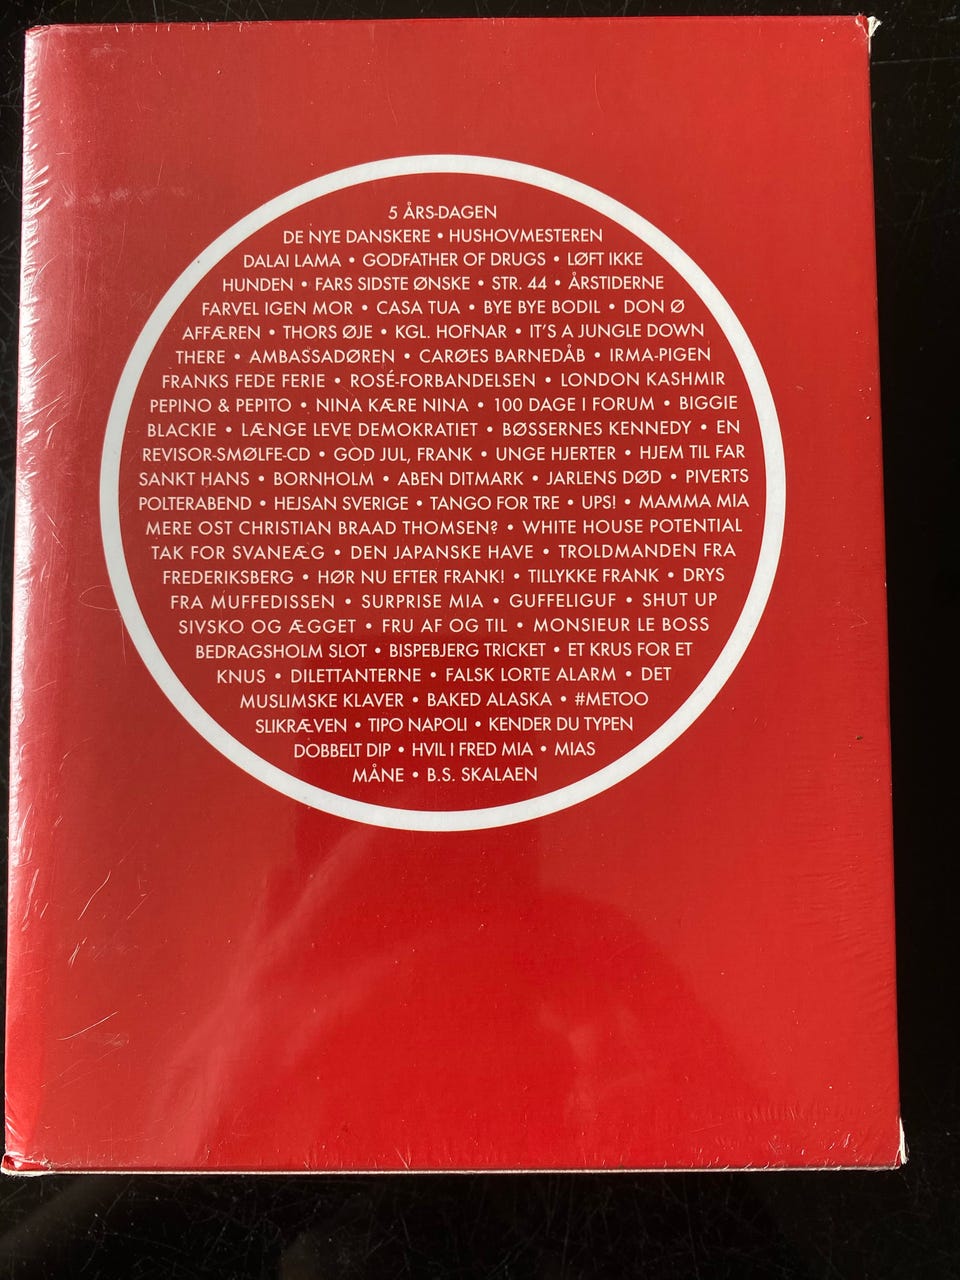 5 ÅRS-DAGEN
DE NYE DANSKERE • HUSHOVMESTEREN
DALAI LAMA • GODFATHER OF DRUGS • LØFT IKKE
HUNDEN • FARS SIDSTE ØNSKE • STR. 44 • ÅRSTIDERNE
FARVEL IGEN MOR • CASA TUA • BYE BYE BODIL • DON Ø
AFFÆREN • THORS ØJE • KGL. HOFNAR • IT'S A JUNGLE DOWN
THERE • AMBASSADØREN • CARØES BARNEDÅB • IRMA-PIGEN
FRANKS FEDE FERIE • ROSÉ-FORBANDELSEN • LONDON KASHMIR
PEPINO & PEPITO • NINA KÆRE NINA • 100 DAGE I FORUM • BIGGIE
BLACKIE • LÆNGE LEVE DEMOKRATIET • BØSSERNES KENNEDY • EN
REVISOR-SMØLFE-CD • GOD JUL, FRANK • UNGE HJERTER • HJEM TIL FAR
SANKT HANS • BORNHOLM • ABEN DITMARK • JARLENS DØD • PIVERTS
POLTERABEND • HEJSAN SVERIGE • TANGO FOR TRE • UPS! • MAMMA MIA
MERE OST CHRISTIAN BRAAD THOMSEN? • WHITE HOUSE POTENTIAL
TAK FOR SVANEÆG • DEN JAPANSKE HAVE • TROLDMANDEN FRA
FREDERIKSBERG • HØR NU EFTER FRANK! • TILLYKKE FRANK • DRYS
FRA MUFFEDISSEN • SURPRISE MIA • GUFFELIGUF • SHUT UP
SIVSKO OG ÆGGET • FRU AF OG TIL • MONSIEUR LE BOSS
BEDRAGSHOLM SLOT • BISPEBJERG TRICKET • ET KRUS FOR ET
KNUS • DILETTANTERNE • FALSK LORTE ALARM • DET
MUSLIMSKE KLAVER • BAKED ALASKA • #METOO
SLIKRÆVEN • TIPO NAPOLI • KENDER DU TYPEN
DOBBELT DIP • HVIL I FRED MIA • MIAS
MÅNE • B.S. SKALAEN